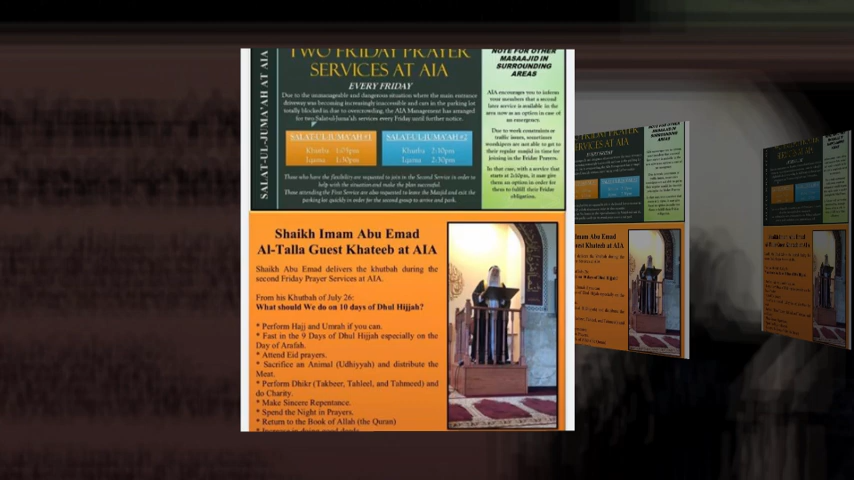 SALAT-UL-JUMA'AH AT AIA
TWO FRIDAY PRAYER
SERVICES AT AIA
EVERY FRIDAY
Due to the unmanageable and dangerous situation where the main entrance
driveway was becoming increasingly inaccessible and cars in the parking lot
totally blocked in due to overcrowding, the AIA Management has arranged
for two Salat-ul-Juma'ah services every Friday until further notice.
SALAT-UL-JUMA'AH #1
Khutba 1:05pm
Iqama 1:30pm
SALAT-UL-JUMA'AH #2
Khutba 2:10pm
Iqama 2:30pm
Those who have the flexibility are requested to join in the Second Service in order to
help with the situation and make the plan successful.
Those attending the First Service are also requested to leave the Masjid and exit the
parking lot quickly in order for the second group to arrive and park.
NOTE FOR OTHER
MASAAJID IN
SURROUNDING
AREAS
AIA encourages you to inform
your members that a second
later service is available in the
area now as an option in case of
an emergency.
Due to work constraints or
traffic issues, sometimes
worshipers are not able to get to
their regular masjid in time for
joining in the Friday Prayers.
In that case, with a service that
starts at 2:10pm, it may give
them an option in order for
them to fulfill their Friday
obligation.
Shaikh Imam Abu Emad
Al-Talla Guest Khateeb at AIA
Shaikh Abu Emad delivers the khutbah during the
second Friday Prayer Services at AIA.
From his Khutbah of July 26:
What should We do on 10 days of Dhul Hijjah?
* Perform Hajj and Umrah if you can.
* Fast in the 9 Days of Dhul Hijjah especially on the
Day of Arafah.
* Attend Eid prayers.
* Sacrifice an Animal (Udhiyyah) and distribute the
Meat.
* Perform Dhikr (Takbeer, Tahleel, and Tahmeed) and
do Charity.
* Make Sincere Repentance.
* Spend the Night in Prayers.
* Return to the Book of Allah (the Quran)
* Increase in doing good deeds